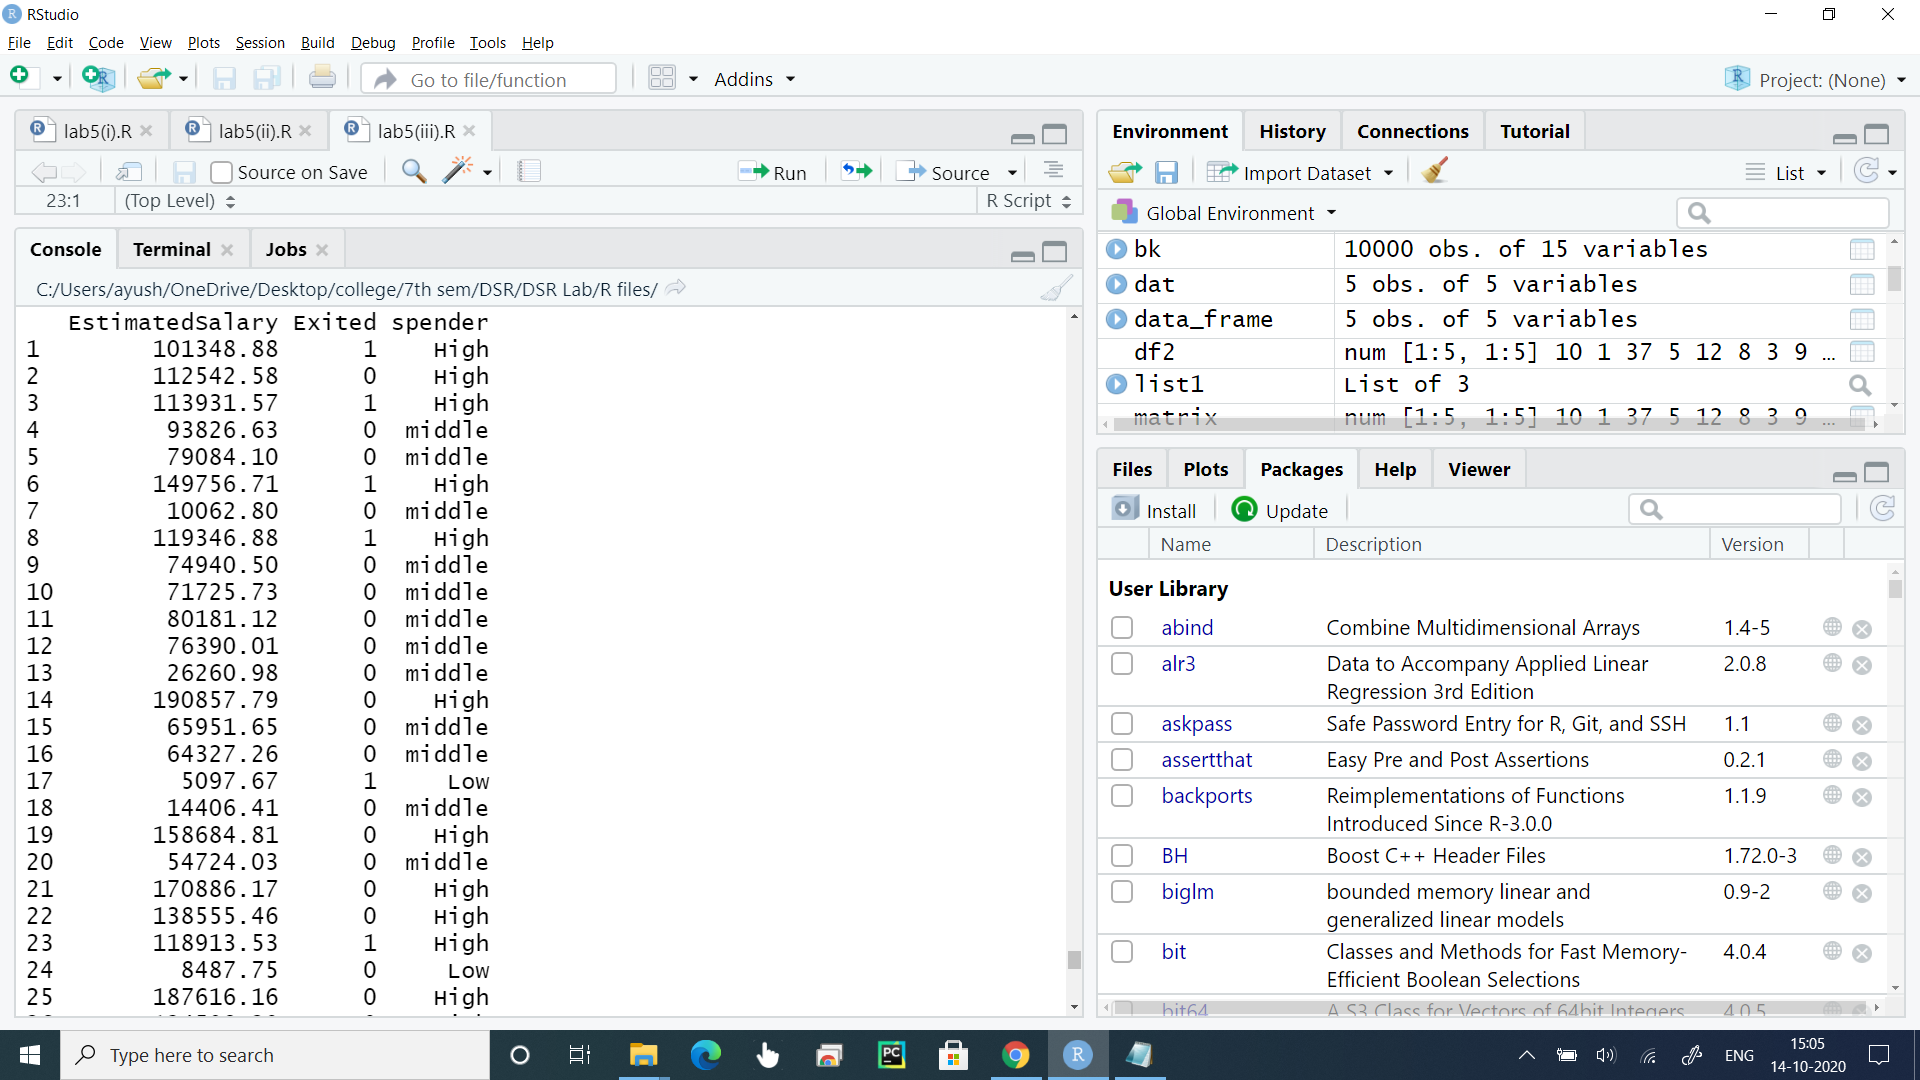 RStudio
File Edit Code View Plots Session Build Debug Profile Tools Help
Go to file/function Addins Project: (None)
lab5(i).R lab5(ii).R lab5(iii).R
Source on Save Run Source
23:1 (Top Level) R Script
Console Terminal Jobs
C:/Users/ayush/OneDrive/Desktop/college/7th sem/DSR/DSR Lab/R files/
EstimatedSalary Exited spender
1 101348.88 1 High
2 112542.58 0 High
3 113931.57 1 High
4 93826.63 0 middle
5 79084.10 0 middle
6 149756.71 1 High
7 10062.80 0 middle
8 119346.88 1 High
9 74940.50 0 middle
10 71725.73 0 middle
11 80181.12 0 middle
12 76390.01 0 middle
13 26260.98 0 middle
14 190857.79 0 High
15 65951.65 0 middle
16 64327.26 0 middle
17 5097.67 1 Low
18 14406.41 0 middle
19 158684.81 0 High
20 54724.03 0 middle
21 170886.17 0 High
22 138555.46 0 High
23 118913.53 1 High
24 8487.75 0 Low
25 187616.16 0 High
Environment History Connections Tutorial
Import Dataset List
Global Environment
bk 10000 obs. of 15 variables
dat 5 obs. of 5 variables
data_frame 5 obs. of 5 variables
df2 num [1:5, 1:5] 10 1 37 5 12 8 3 9 ...
list1 List of 3
matrix num [1:5, 1:5] 10 1 37 5 12 8 3 9 ...
Files Plots Packages Help Viewer
Install Update
Name Description Version
User Library
abind Combine Multidimensional Arrays 1.4-5
alr3 Data to Accompany Applied Linear 2.0.8
Regression 3rd Edition
askpass Safe Password Entry for R, Git, and SSH 1.1
assertthat Easy Pre and Post Assertions 0.2.1
backports Reimplementations of Functions 1.1.9
Introduced Since R-3.0.0
BH Boost C++ Header Files 1.72.0-3
biglm bounded memory linear and 0.9-2
generalized linear models
bit Classes and Methods for Fast Memory- 4.0.4
Efficient Boolean Selections
bit64 A S3 Class for Vectors of 64bit Integers 4.0.5
Type here to search
PC
R
ENG
15:05
14-10-2020